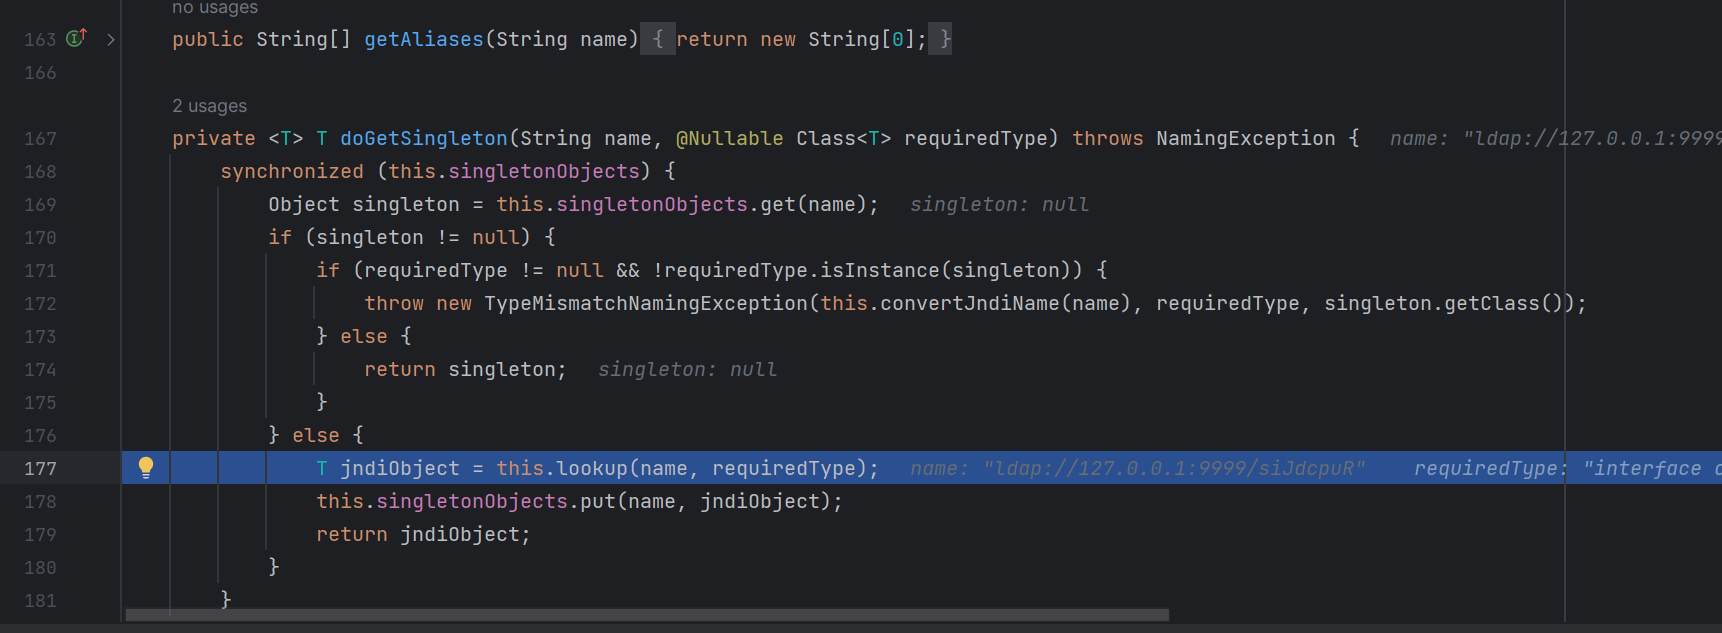 no usages
163 public String[] getAliases(String name) { return new String[0]; }
166
2 usages
167 private <T> T doGetSingleton(String name, @Nullable Class<T> requiredType) throws NamingException { name: "ldap://127.0.0.1:9999
168 synchronized (this.singletonObjects) {
169 Object singleton = this.singletonObjects.get(name); singleton: null
170 if (singleton != null) {
171 if (requiredType != null && !requiredType.isInstance(singleton)) {
172 throw new TypeMismatchNamingException(this.convertJndiName(name), requiredType, singleton.getClass());
173 } else {
174 return singleton; singleton: null
175 }
176 } else {
177 T jndiObject = this.lookup(name, requiredType); name: "ldap://127.0.0.1:9999/siJdcpuR" requiredType: "interface
178 this.singletonObjects.put(name, jndiObject);
179 return jndiObject;
180 }
181 }